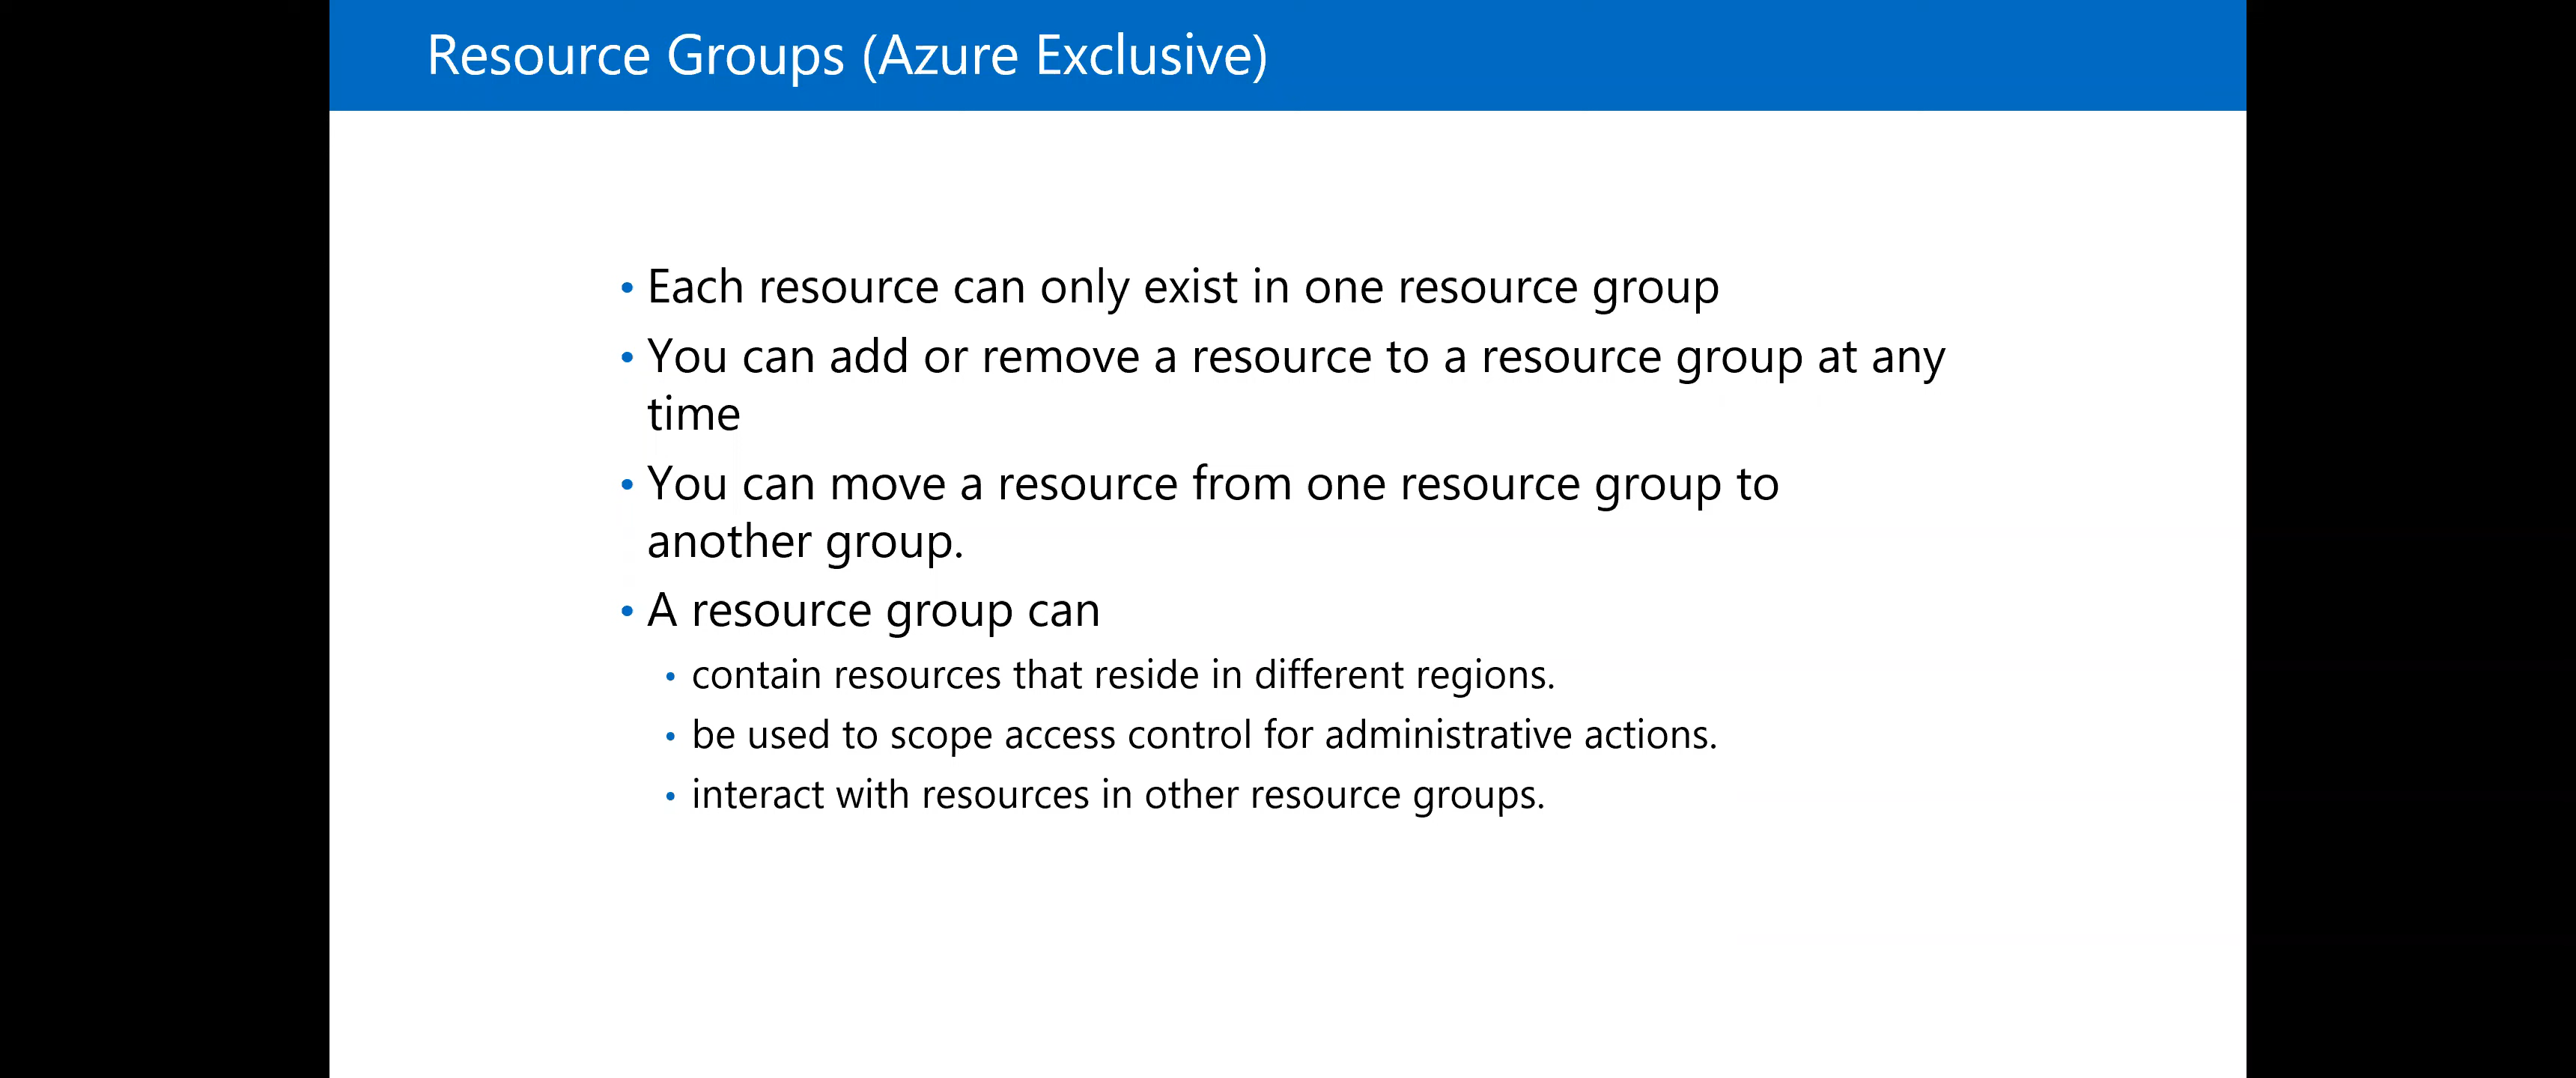 Resource Groups (Azure Exclusive)
• Each resource can only exist in one resource group
• You can add or remove a resource to a resource group at any
time
• You can move a resource from one resource group to
another group.
• A resource group can
• contain resources that reside in different regions.
• be used to scope access control for administrative actions.
• interact with resources in other resource groups.